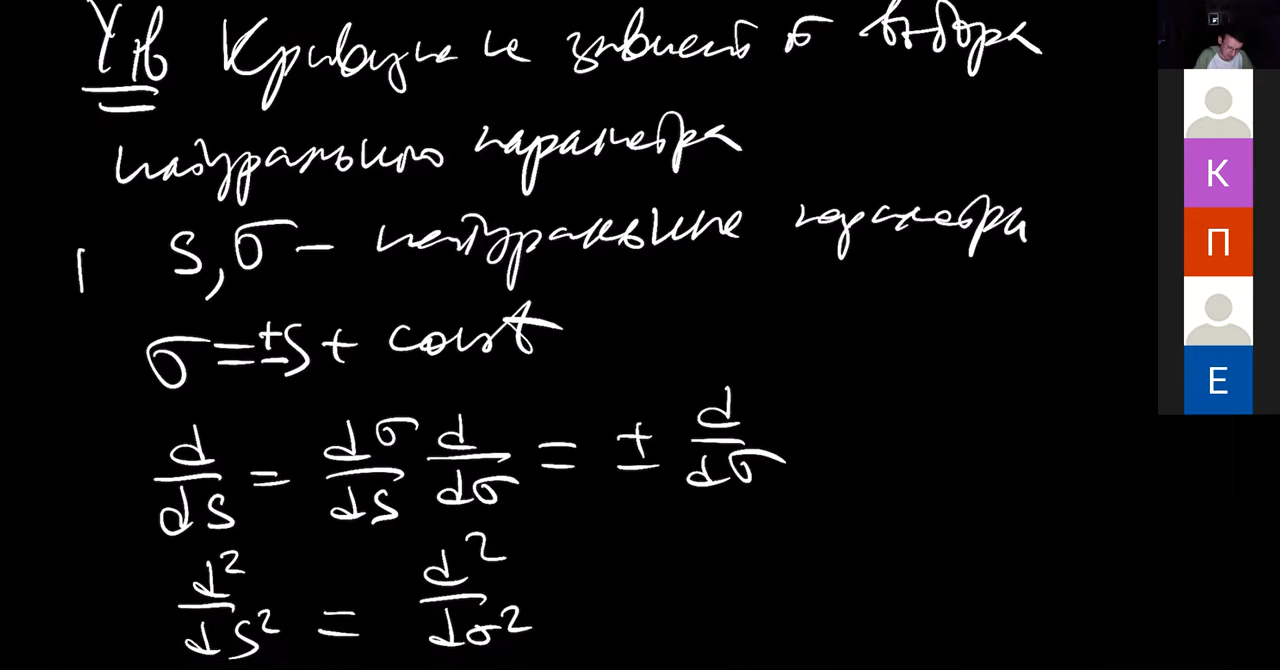 Утв Кривизна не зависит от выбора
натурального параметра
s, σ - натуральные параметры
σ = ±s + const
d/ds = dσ/ds d/dσ = ± d/dσ
d²/ds² = d²/dσ²
К
П
Е